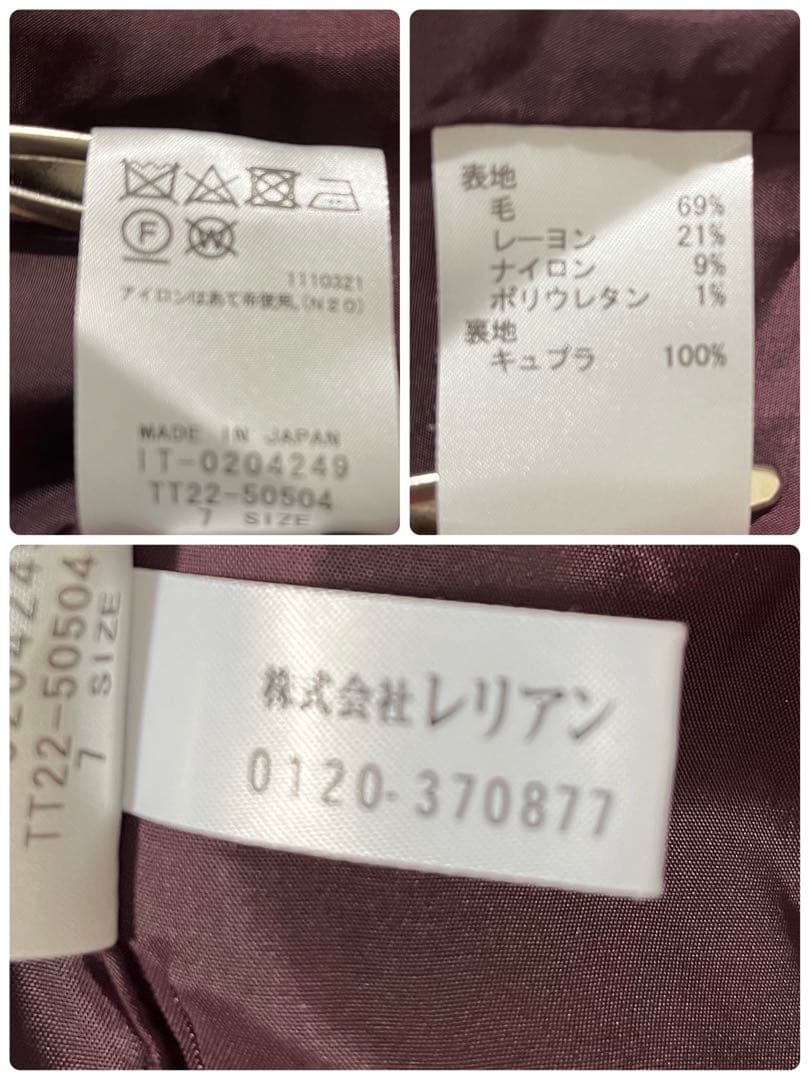 F
W
1110321
アイロンはあて布使用。(N20)
MADE IN JAPAN
IT-0204249
TT22-50504
7 SIZE
表地
毛 69%
レーヨン 21%
ナイロン 9%
ポリウレタン 1%
裏地
キュプラ 100%
0204249
TT22-50504
7 SIZE
株式会社レリアン
0120-370877